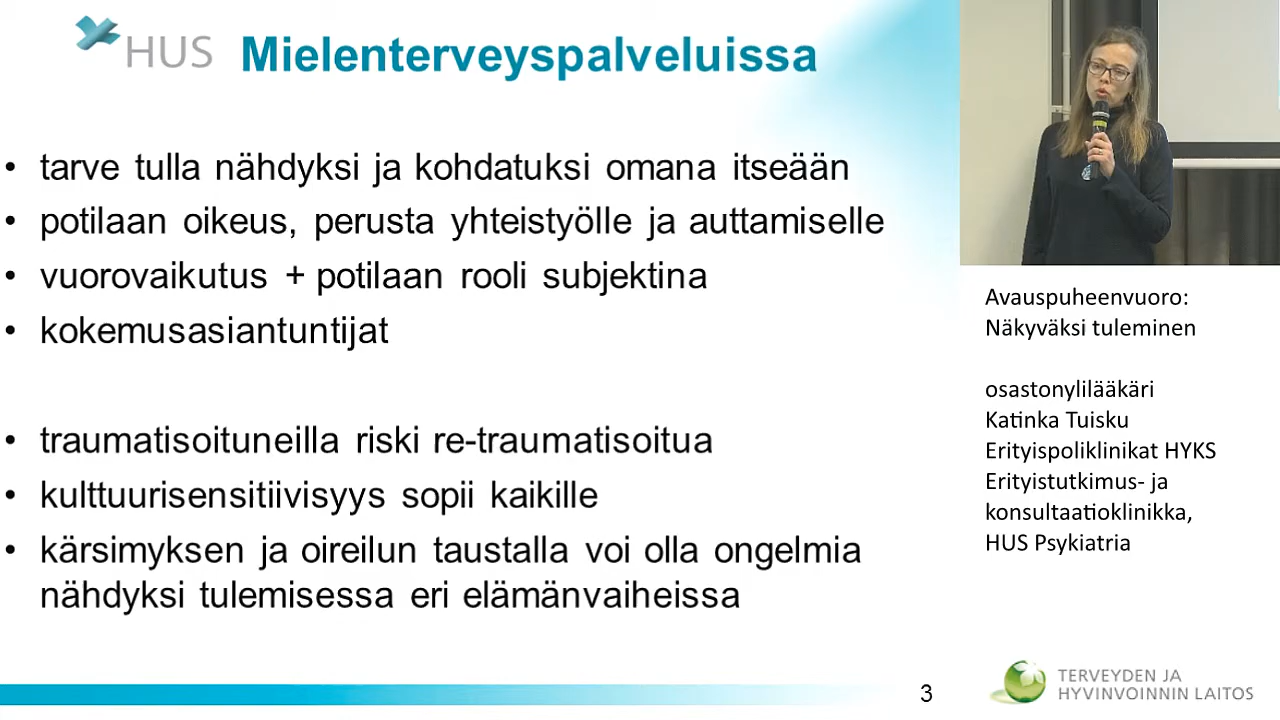 HUS
Mielenterveyspalveluissa
• tarve tulla nähdyksi ja kohdatuksi omana itseään
• potilaan oikeus, perusta yhteistyölle ja auttamiselle
• vuorovaikutus + potilaan rooli subjektina
• kokemusasiantuntijat
• traumatisoituneilla riski re-traumatisoitua
• kulttuurisensitiivisyys sopii kaikille
• kärsimyksen ja oireilun taustalla voi olla ongelmia
nähdyksi tulemisessa eri elämänvaiheissa
3
Avauspuheenvuoro:
Näkyväksi tuleminen
osastonylilääkäri
Katinka Tuisku
Erityispoliklinikat HYKS
Erityistutkimus- ja
konsultaatioklinikka,
HUS Psykiatria
TERVEYDEN JA
HYVINVOINNIN LAITOS